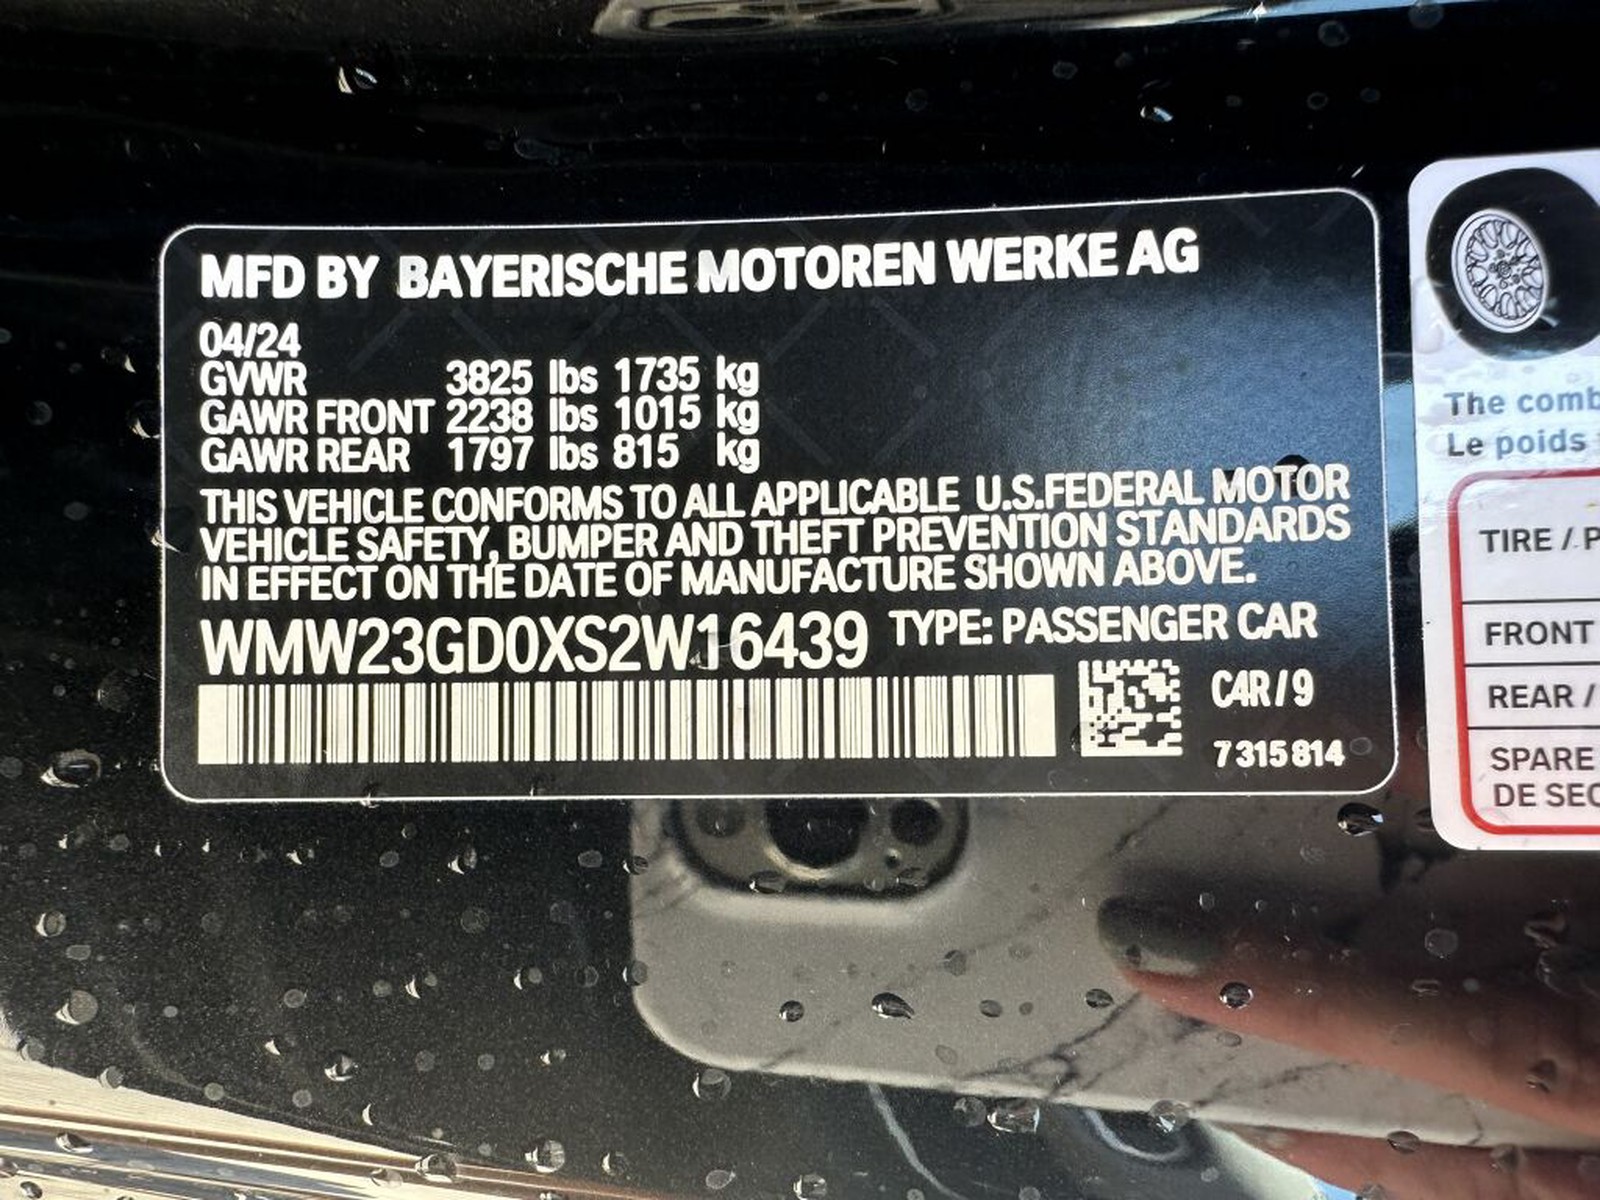 MFD BY BAYERISCHE MOTOREN WERKE AG
04/24
GVWR 3825 lbs 1735 kg
GAWR FRONT 2238 lbs 1015 kg
GAWR REAR 1797 lbs 815 kg
THIS VEHICLE CONFORMS TO ALL APPLICABLE U.S.FEDERAL MOTOR
VEHICLE SAFETY, BUMPER AND THEFT PREVENTION STANDARDS
IN EFFECT ON THE DATE OF MANUFACTURE SHOWN ABOVE.
WMW23GD0XS2W16439 TYPE: PASSENGER CAR
C4R/9
7315814
The comb
Le poids
TIRE / P
FRONT
REAR /
SPARE
DE SEC